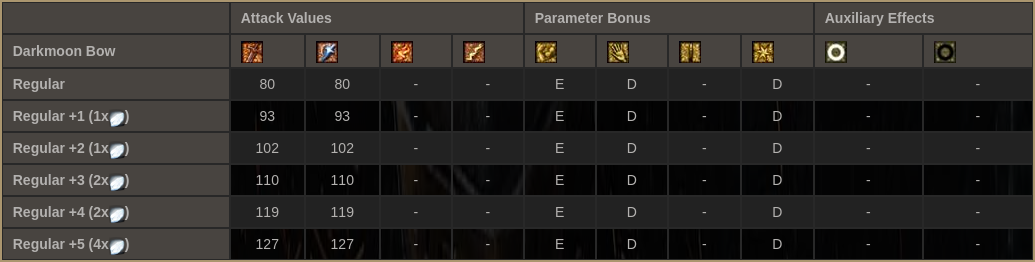 Attack Values Parameter Bonus Auxiliary Effects
Darkmoon Bow
Regular 80 80 - - E D - D - -
Regular +1 (1x) 93 93 - - E D - D - -
Regular +2 (1x) 102 102 - - E D - D - -
Regular +3 (2x) 110 110 - - E D - D - -
Regular +4 (2x) 119 119 - - E D - D - -
Regular +5 (4x) 127 127 - - E D - D - -